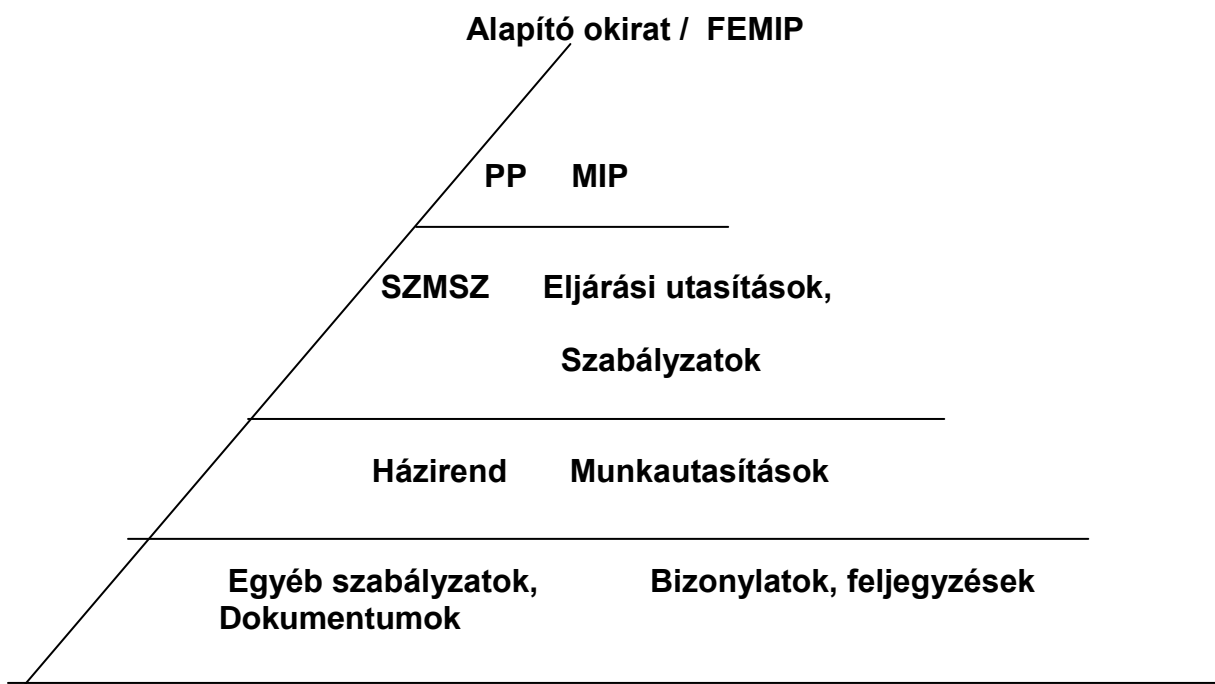 Alapító okirat / FEMIP
PP MIP
SZMSZ Eljárási utasítások,
Szabályzatok
Házirend Munkautasítások
Egyéb szabályzatok, Bizonylatok, feljegyzések
Dokumentumok